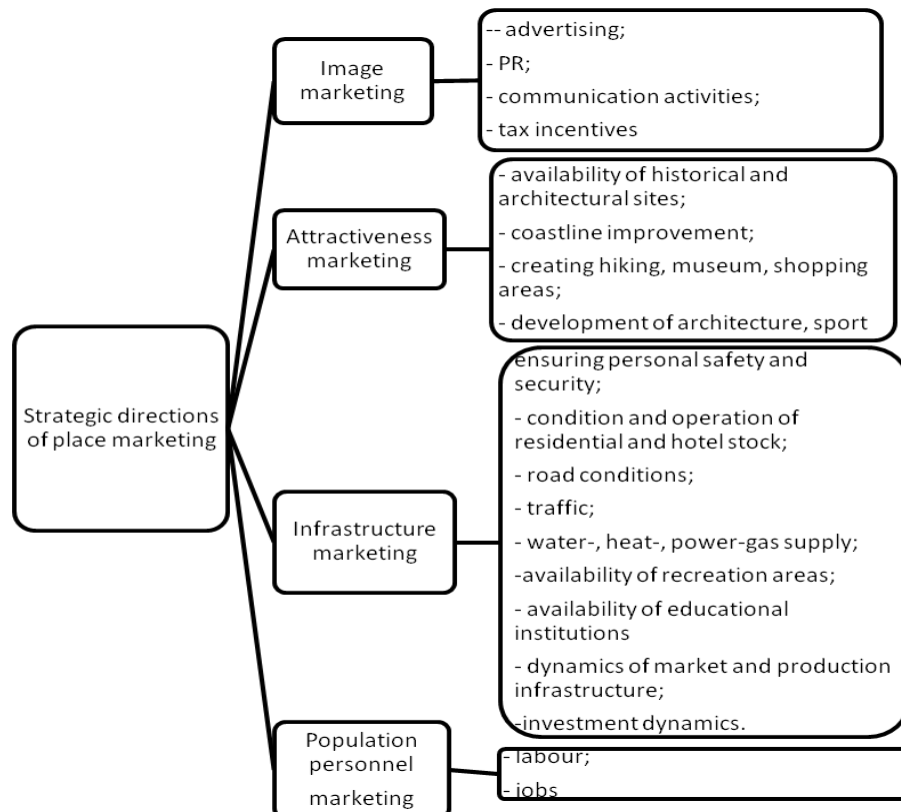 Strategic directions
of place marketing
Image
marketing
-- advertising;
- PR;
- communication activities;
- tax incentives
Attractiveness
marketing
- availability of historical and
architectural sites;
- coastline improvement;
- creating hiking, museum, shopping
areas;
- development of architecture, sport
Infrastructure
marketing
ensuring personal safety and
security;
- condition and operation of
residential and hotel stock;
- road conditions;
- traffic;
- water-, heat-, power-gas supply;
-availability of recreation areas;
- availability of educational
institutions
- dynamics of market and production
infrastructure;
-investment dynamics.
Population
personnel
marketing
- labour;
- jobs